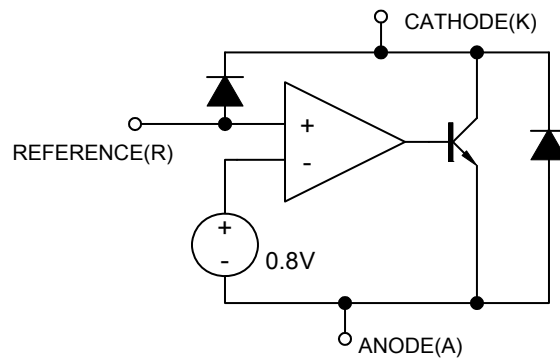 CATHODE(K)
REFERENCE(R)
+
-
+
-
0.8V
ANODE(A)